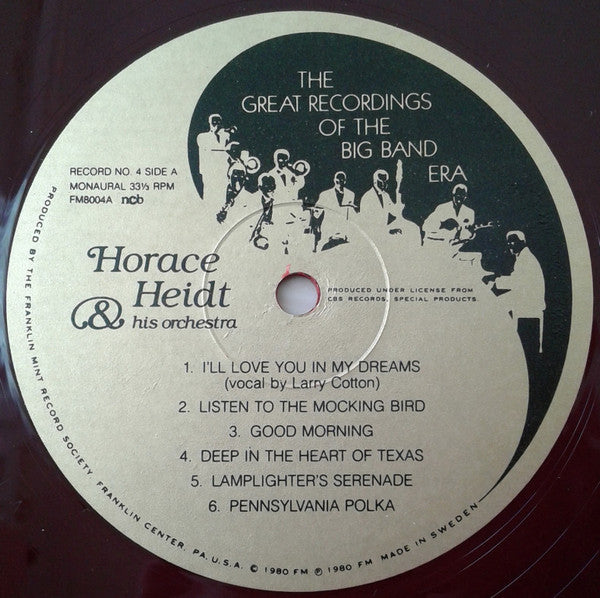 THE
GREAT RECORDINGS
OF THE
BIG BAND
ERA
RECORD NO. 4 SIDE A
MONAURAL 33⅓ RPM
FM8004A ncb
Horace
Heidt
& his orchestra
PRODUCED UNDER LICENSE FROM
CBS RECORDS, SPECIAL PRODUCTS
1. I'LL LOVE YOU IN MY DREAMS
(vocal by Larry Cotton)
2. LISTEN TO THE MOCKING BIRD
3. GOOD MORNING
4. DEEP IN THE HEART OF TEXAS
5. LAMPLIGHTER'S SERENADE
6. PENNSYLVANIA POLKA
PRODUCED BY THE FRANKLIN MINT RECORD SOCIETY, FRANKLIN CENTER, PA. U.S.A. © 1980 FM ℗ 1980 FM MADE IN SWEDEN